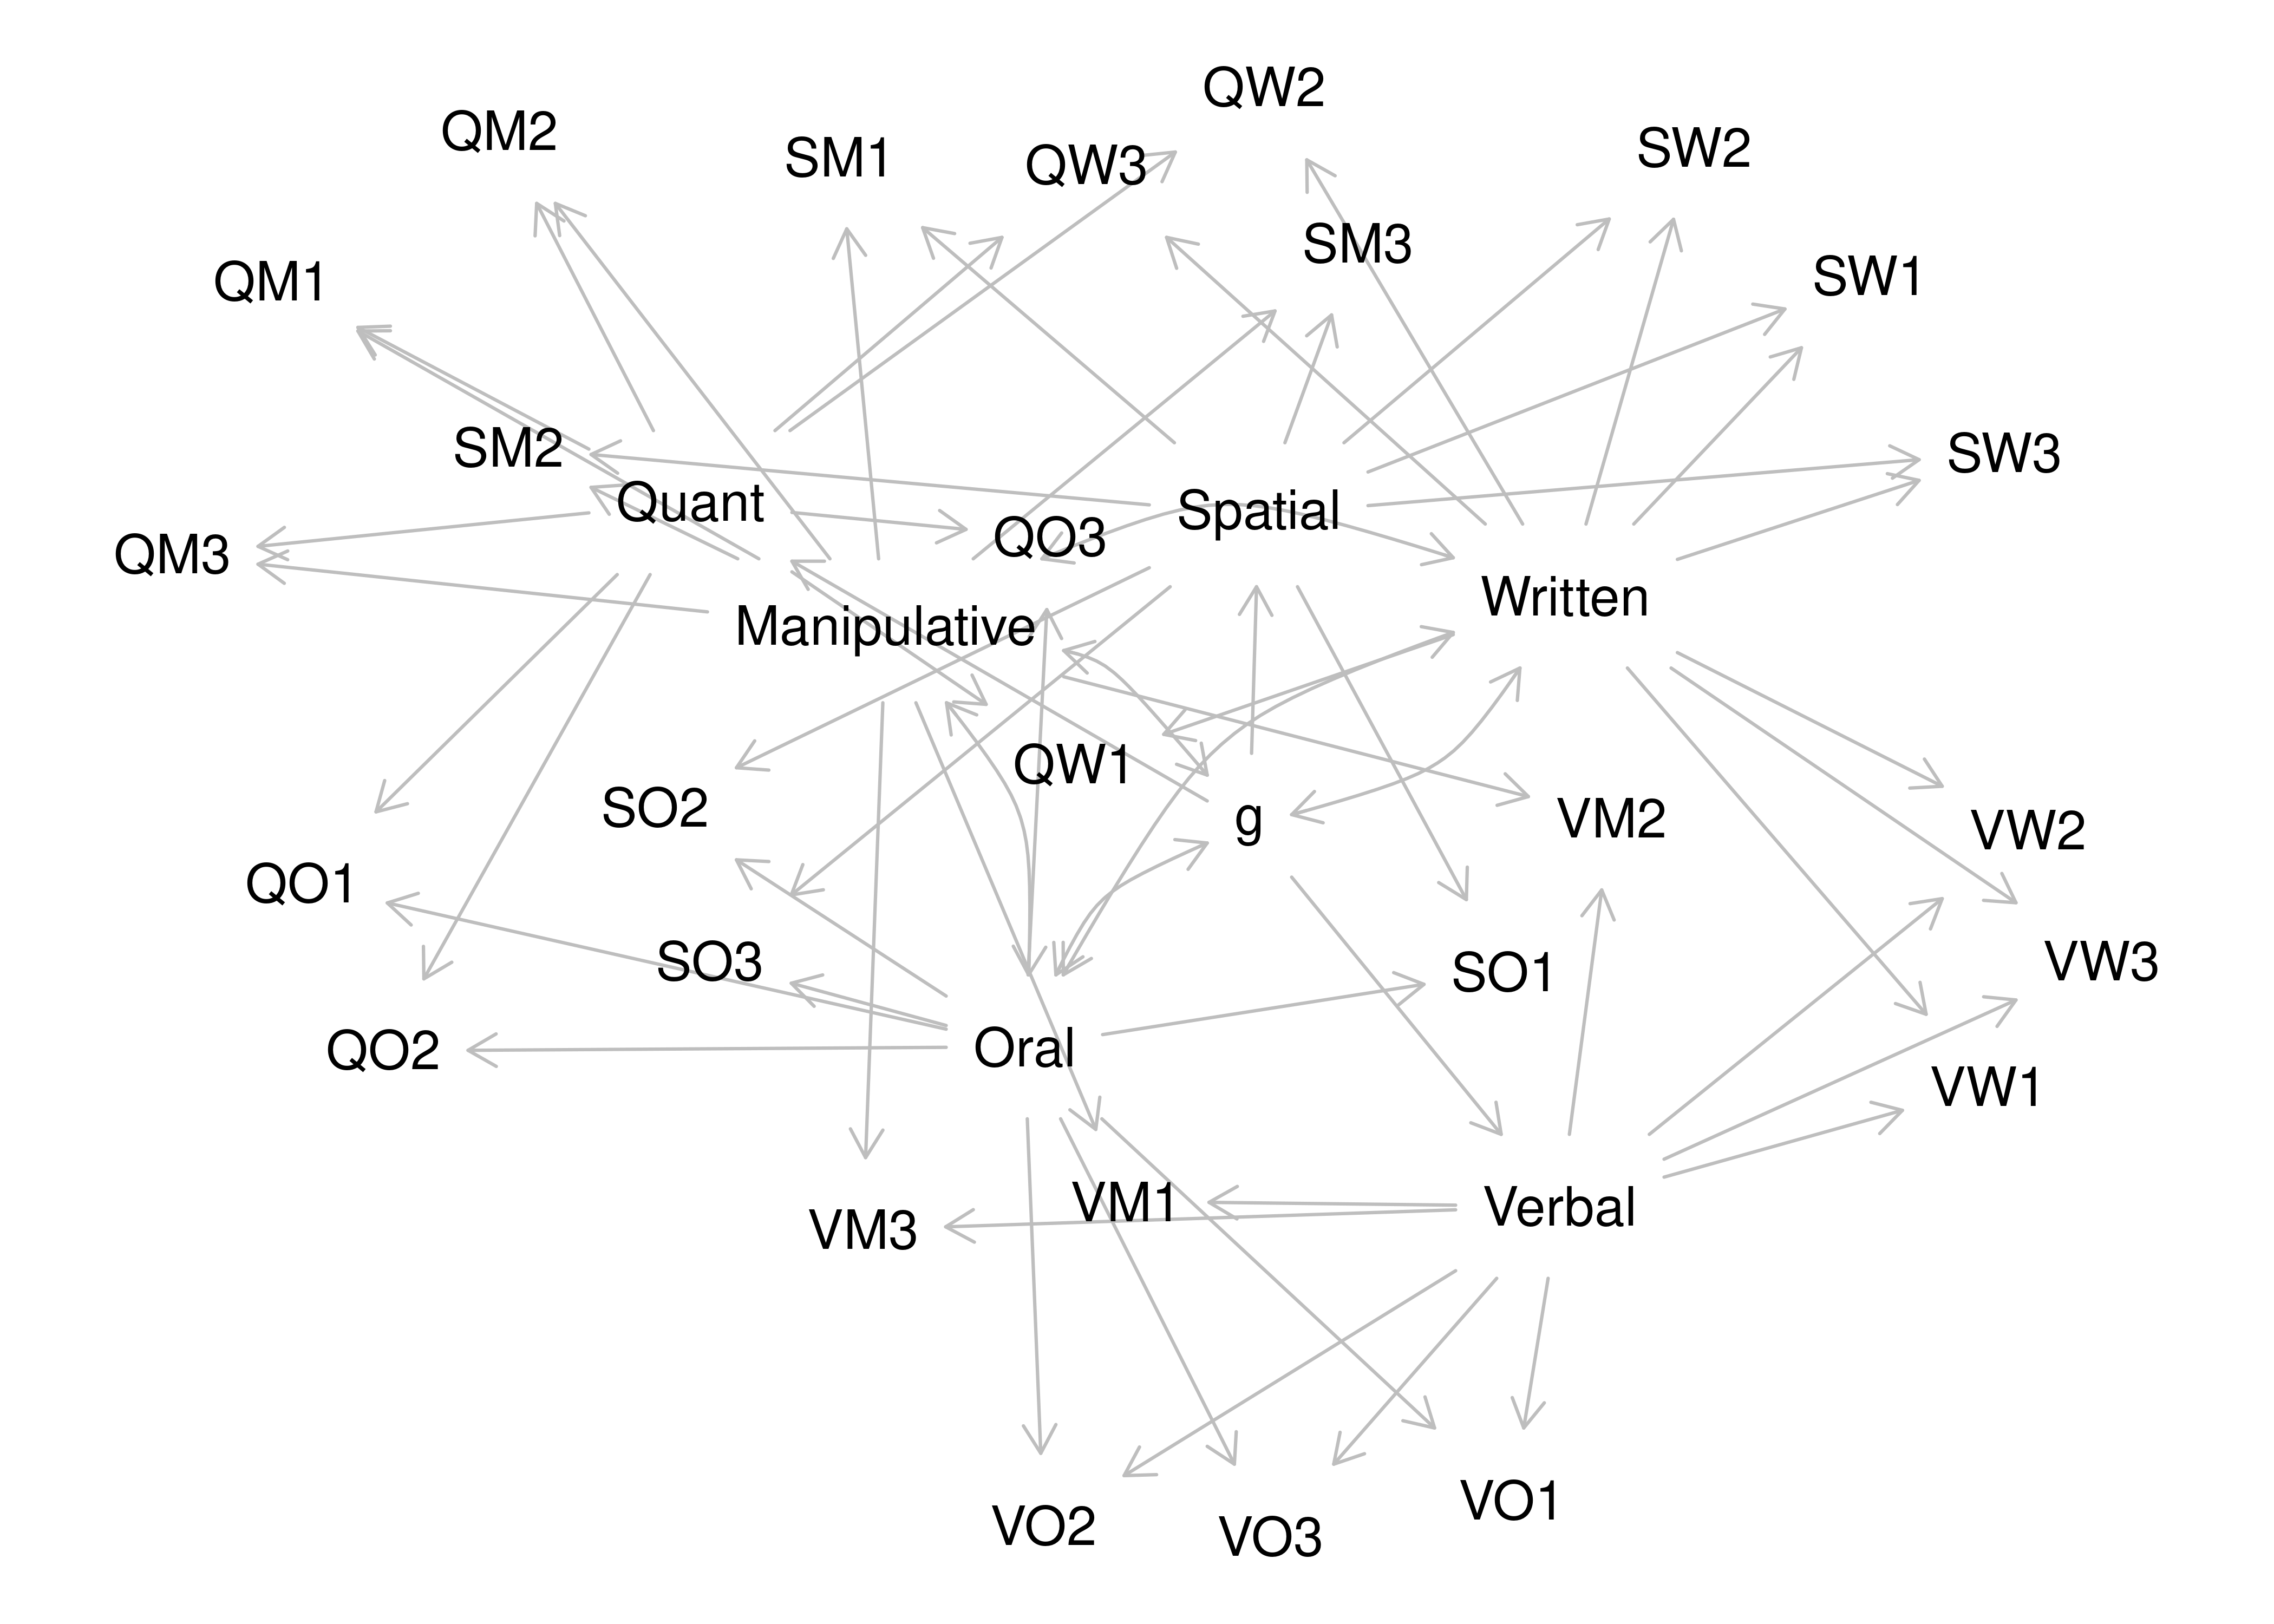 QW2
QM2
SW2
SM1
QW3
SM3
SW1
QM1
SM2
SW3
Quant
Spatial
QO3
QM3
Written
Manipulative
QW1
SO2
g
VM2
VW2
QO1
SO3
SO1
VW3
Oral
QO2
VW1
VM1
Verbal
VM3
VO1
VO2
VO3